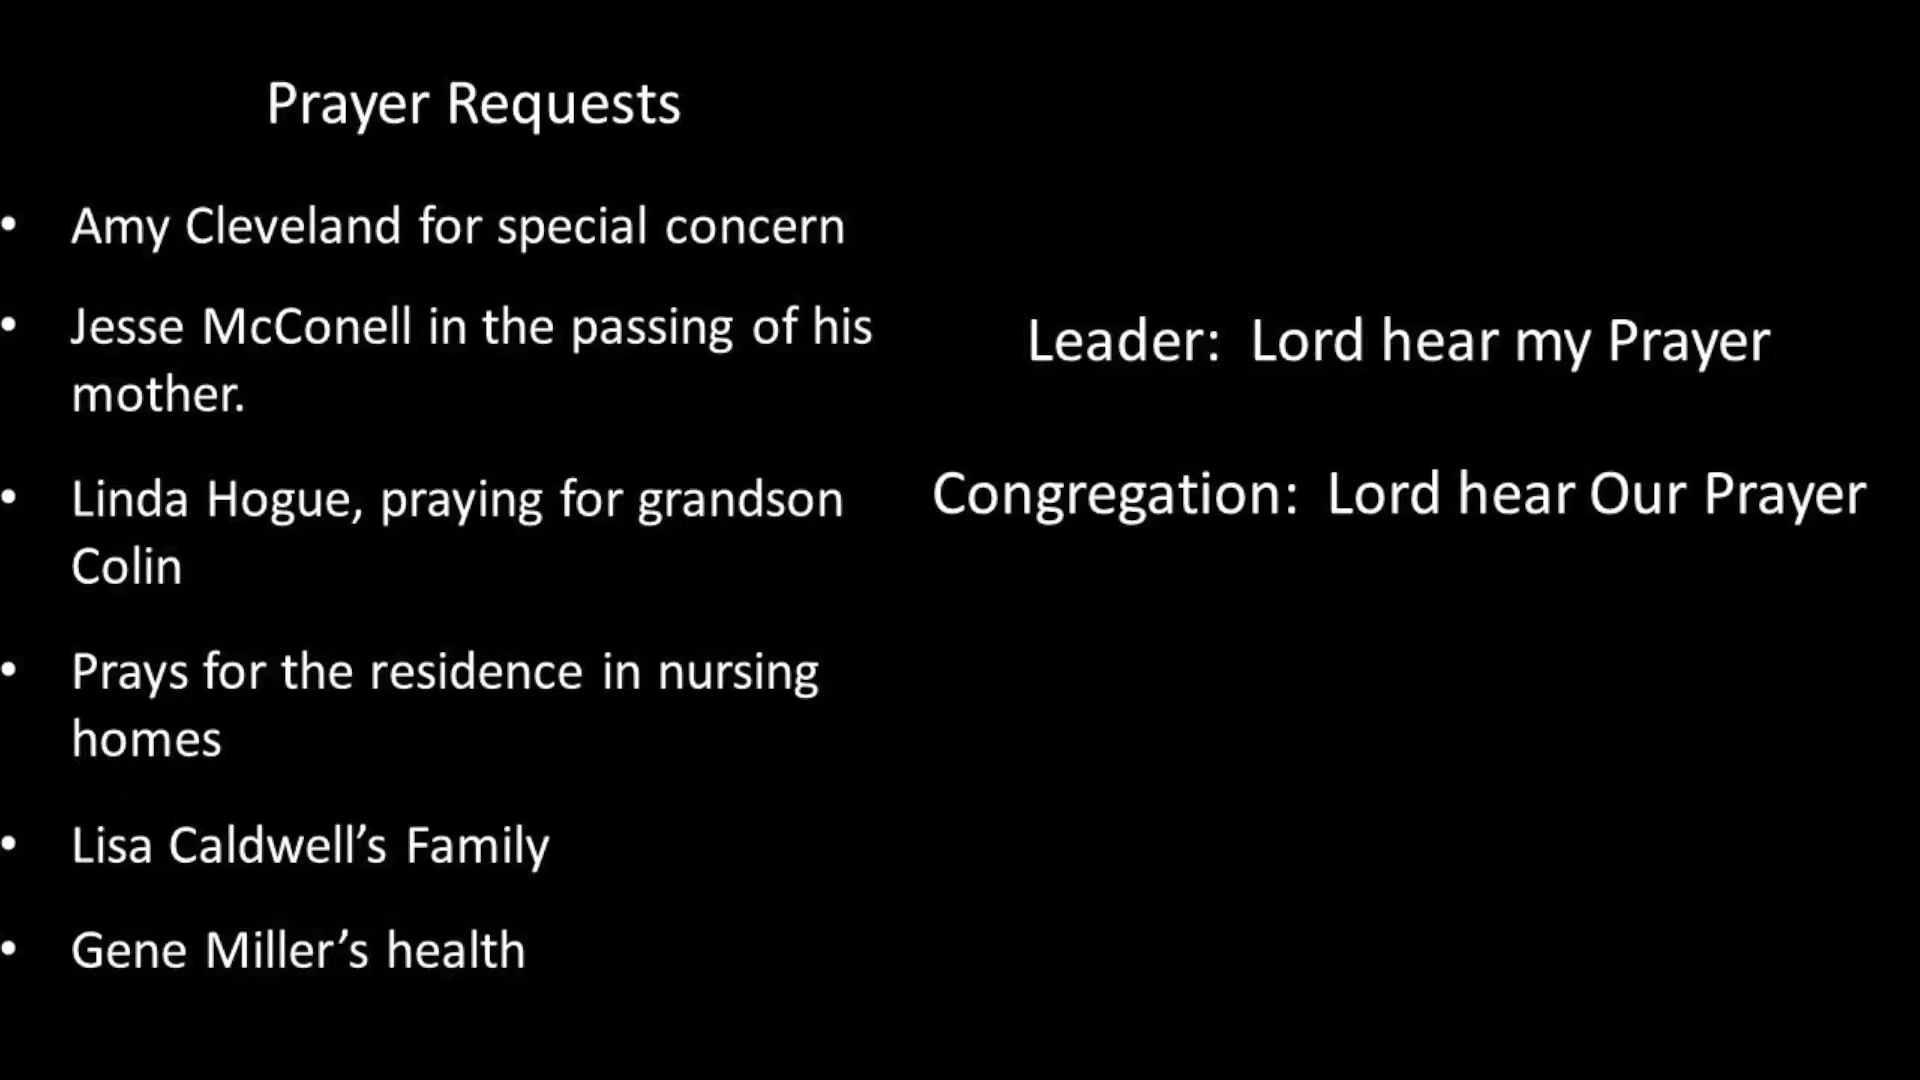 Prayer Requests
• Amy Cleveland for special concern
• Jesse McConell in the passing of his
mother.
• Linda Hogue, praying for grandson
Colin
• Prays for the residence in nursing
homes
• Lisa Caldwell’s Family
• Gene Miller’s health
Leader:  Lord hear my Prayer
Congregation:  Lord hear Our Prayer